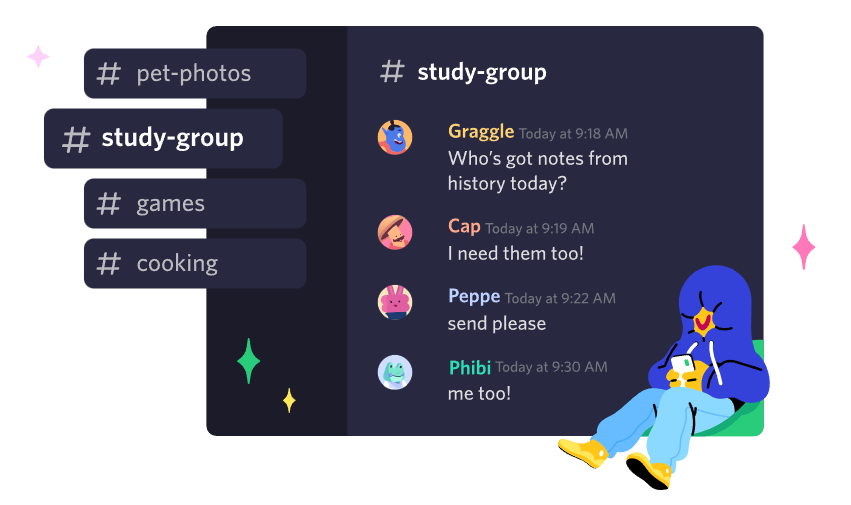 # pet-photos
# study-group
# games
# cooking
# study-group
Graggle Today at 9:18 AM
Who's got notes from
history today?
Cap Today at 9:19 AM
I need them too!
Peppe Today at 9:22 AM
send please
Phibi Today at 9:30 AM
me too!